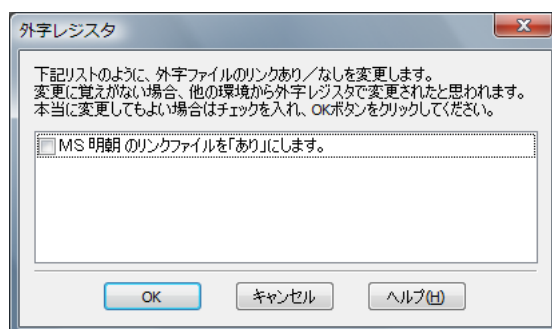 外字レジスタ
下記リストのように、外字ファイルのリンクあり／なしを変更します。
変更に覚えがない場合、他の環境から外字レジスタで変更されたと思われます。
本当に変更してもよい場合はチェックを入れ、OKボタンをクリックしてください。
MS 明朝 のリンクファイルを「あり」にします。
OK
キャンセル
ヘルプ(H)